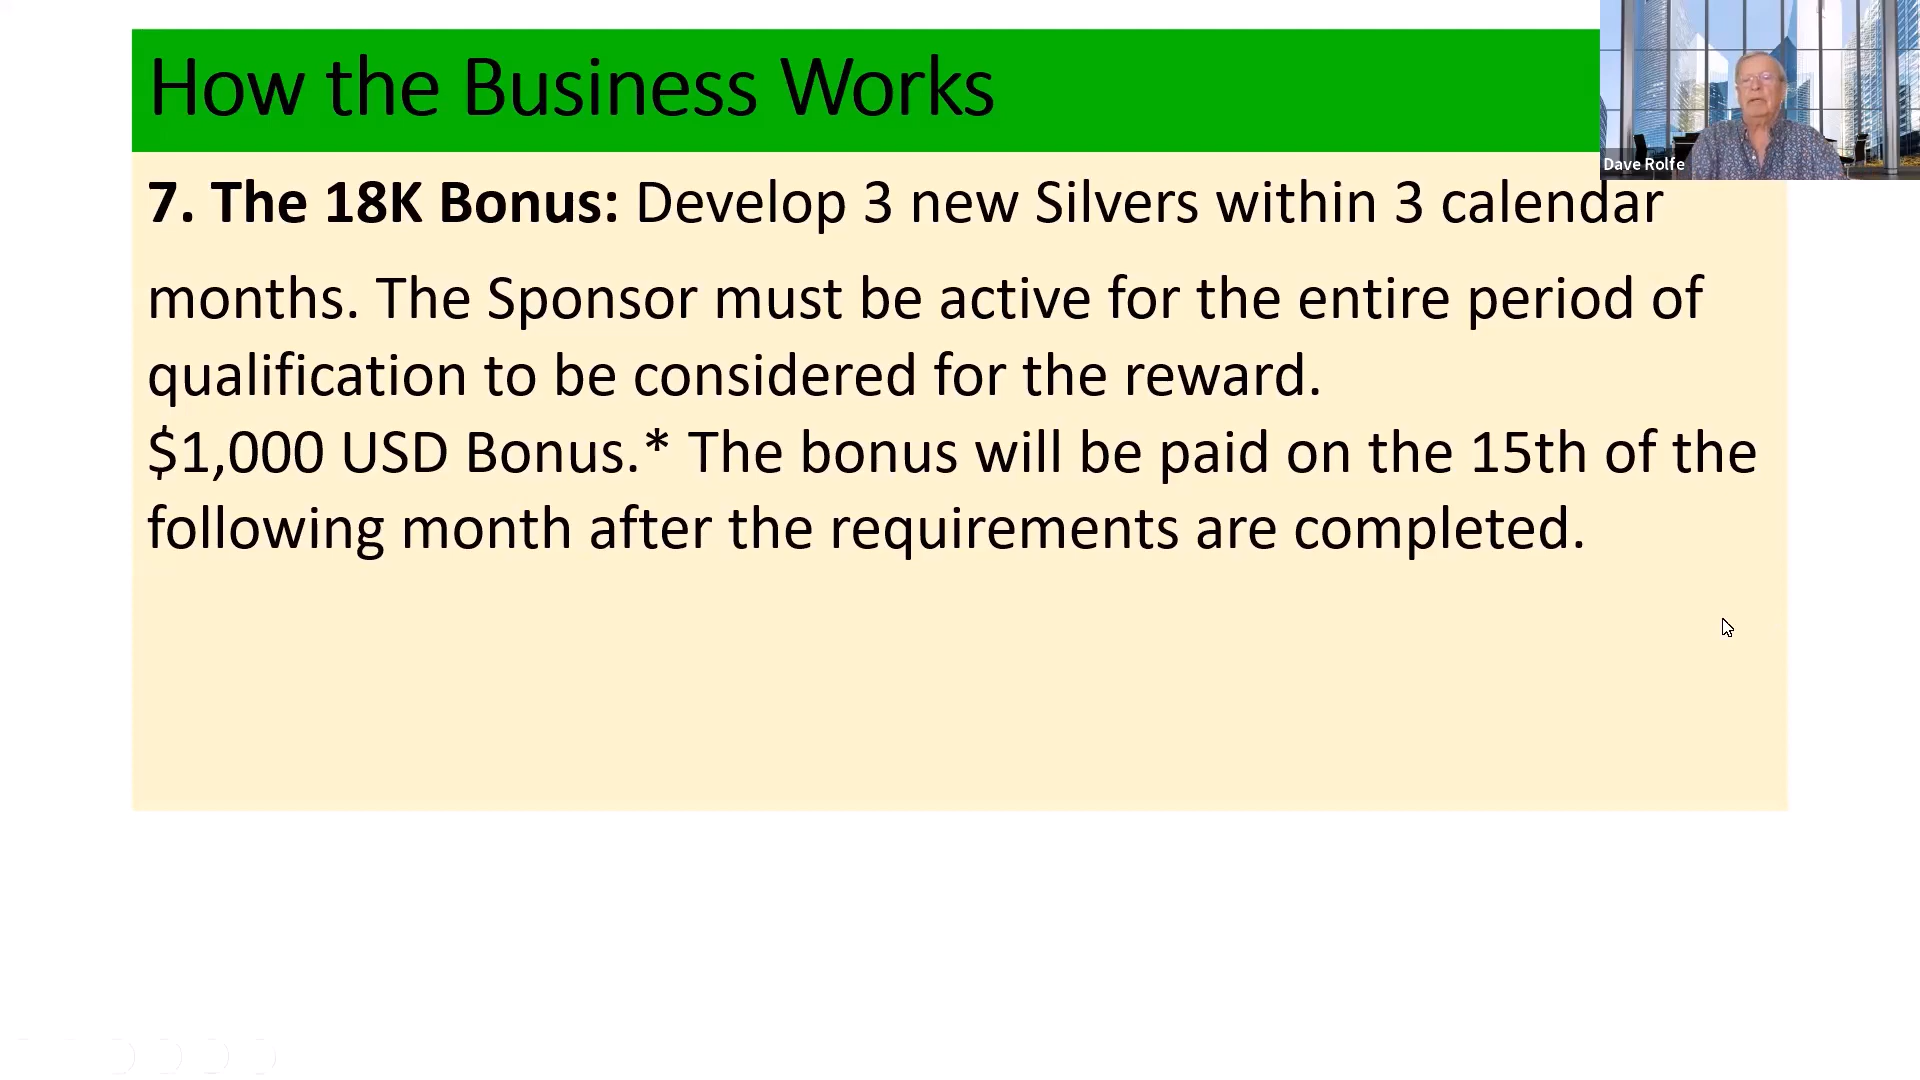 How the Business Works
Dave Rolfe
7. The 18K Bonus: Develop 3 new Silvers within 3 calendar
months. The Sponsor must be active for the entire period of
qualification to be considered for the reward.
$1,000 USD Bonus.* The bonus will be paid on the 15th of the
following month after the requirements are completed.